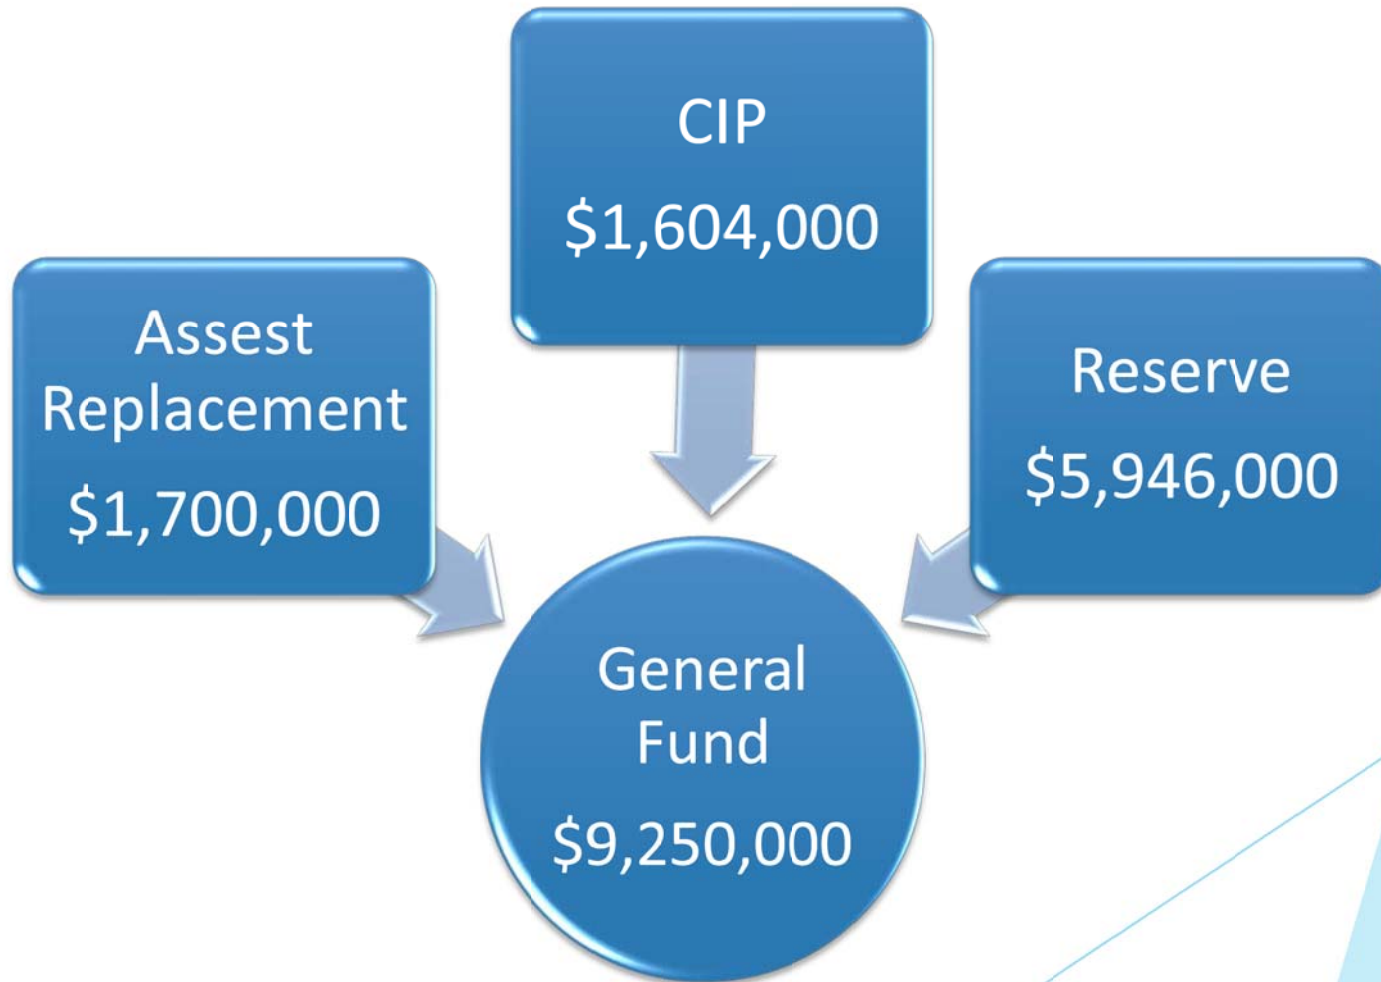 CIP
$1,604,000
Assest
Replacement
$1,700,000
Reserve
$5,946,000
General
Fund
$9,250,000